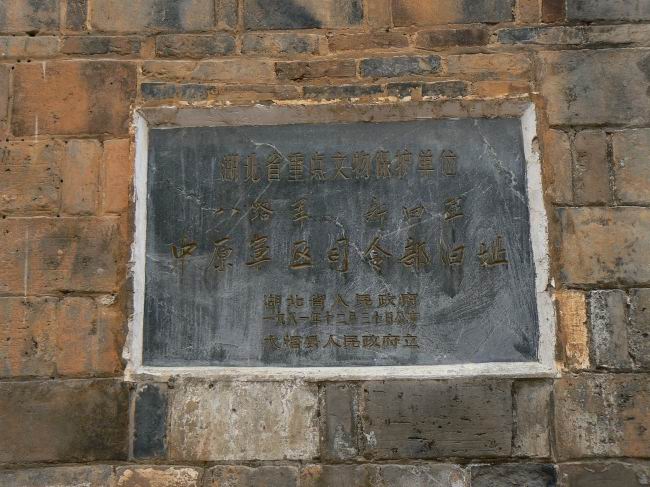 湖北省重点文物保护单位
八路军 新四军
中原军区司令部旧址
湖北省人民政府
一九八一年十二月三十日公布
大悟县人民政府立